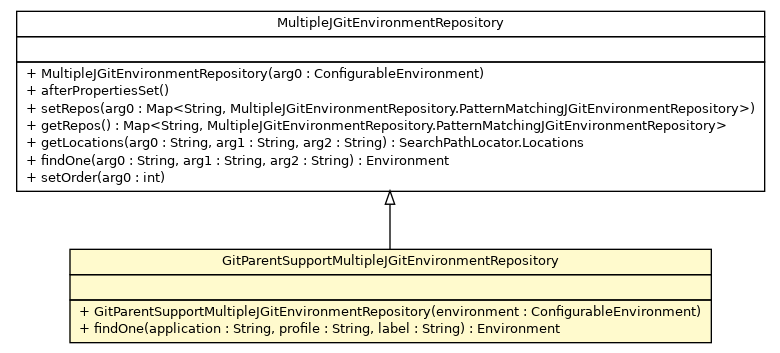 MultipleJGitEnvironmentRepository
+ MultipleJGitEnvironmentRepository(arg0 : ConfigurableEnvironment)
+ afterPropertiesSet()
+ setRepos(arg0 : Map<String, MultipleJGitEnvironmentRepository.PatternMatchingJGitEnvironmentRepository>)
+ getRepos() : Map<String, MultipleJGitEnvironmentRepository.PatternMatchingJGitEnvironmentRepository>
+ getLocations(arg0 : String, arg1 : String, arg2 : String) : SearchPathLocator.Locations
+ findOne(arg0 : String, arg1 : String, arg2 : String) : Environment
+ setOrder(arg0 : int)
GitParentSupportMultipleJGitEnvironmentRepository
+ GitParentSupportMultipleJGitEnvironmentRepository(environment : ConfigurableEnvironment)
+ findOne(application : String, profile : String, label : String) : Environment